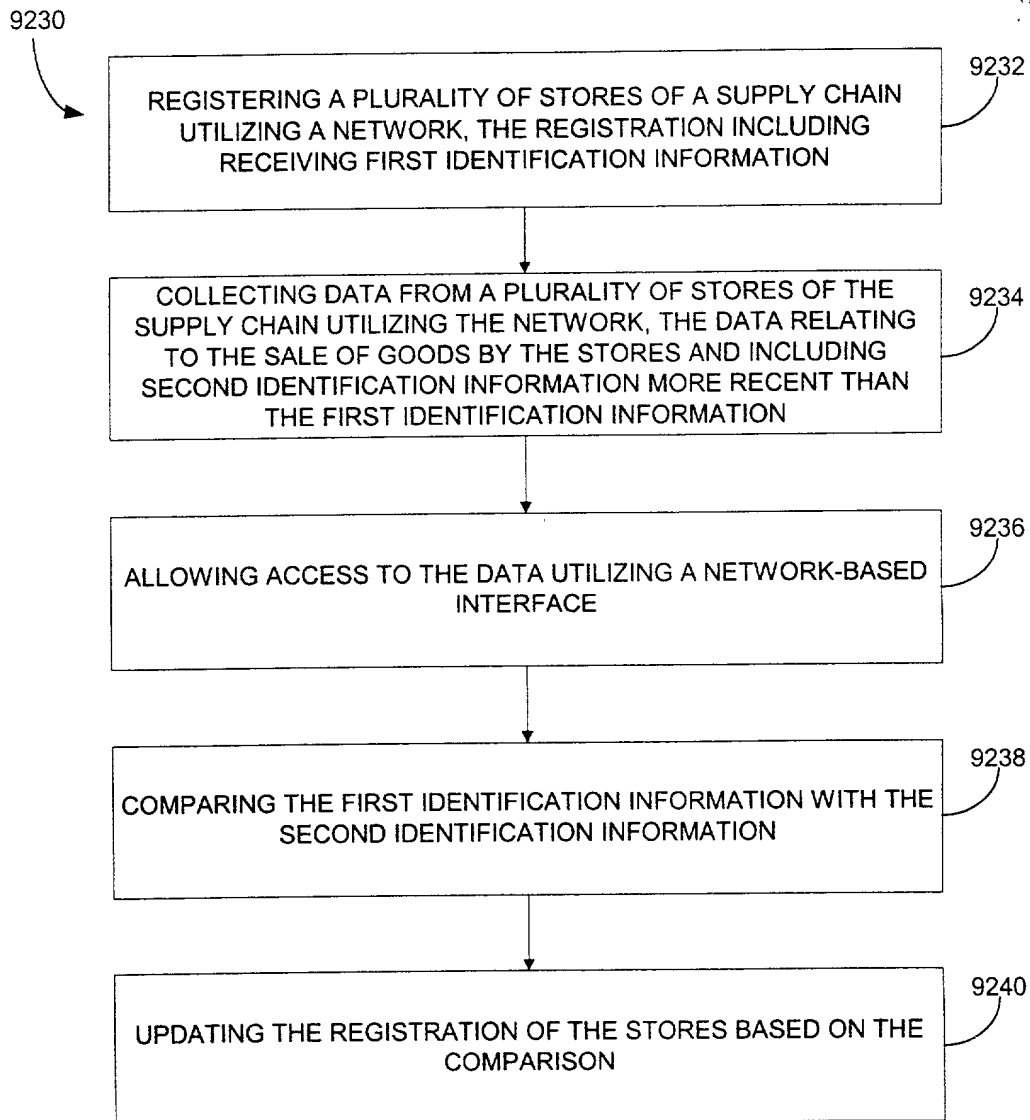 9230
9232
REGISTERING A PLURALITY OF STORES OF A SUPPLY CHAIN
UTILIZING A NETWORK, THE REGISTRATION INCLUDING
RECEIVING FIRST IDENTIFICATION INFORMATION
9234
COLLECTING DATA FROM A PLURALITY OF STORES OF THE
SUPPLY CHAIN UTILIZING THE NETWORK, THE DATA RELATING
TO THE SALE OF GOODS BY THE STORES AND INCLUDING
SECOND IDENTIFICATION INFORMATION MORE RECENT THAN
THE FIRST IDENTIFICATION INFORMATION
9236
ALLOWING ACCESS TO THE DATA UTILIZING A NETWORK-BASED
INTERFACE
9238
COMPARING THE FIRST IDENTIFICATION INFORMATION WITH THE
SECOND IDENTIFICATION INFORMATION
9240
UPDATING THE REGISTRATION OF THE STORES BASED ON THE
COMPARISON